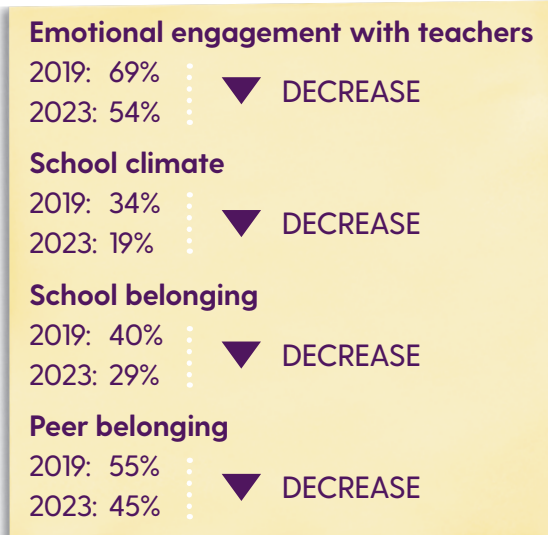 Emotional engagement with teachers
2019: 69%
2023: 54%
DECREASE
School climate
2019: 34%
2023: 19%
DECREASE
School belonging
2019: 40%
2023: 29%
DECREASE
Peer belonging
2019: 55%
2023: 45%
DECREASE